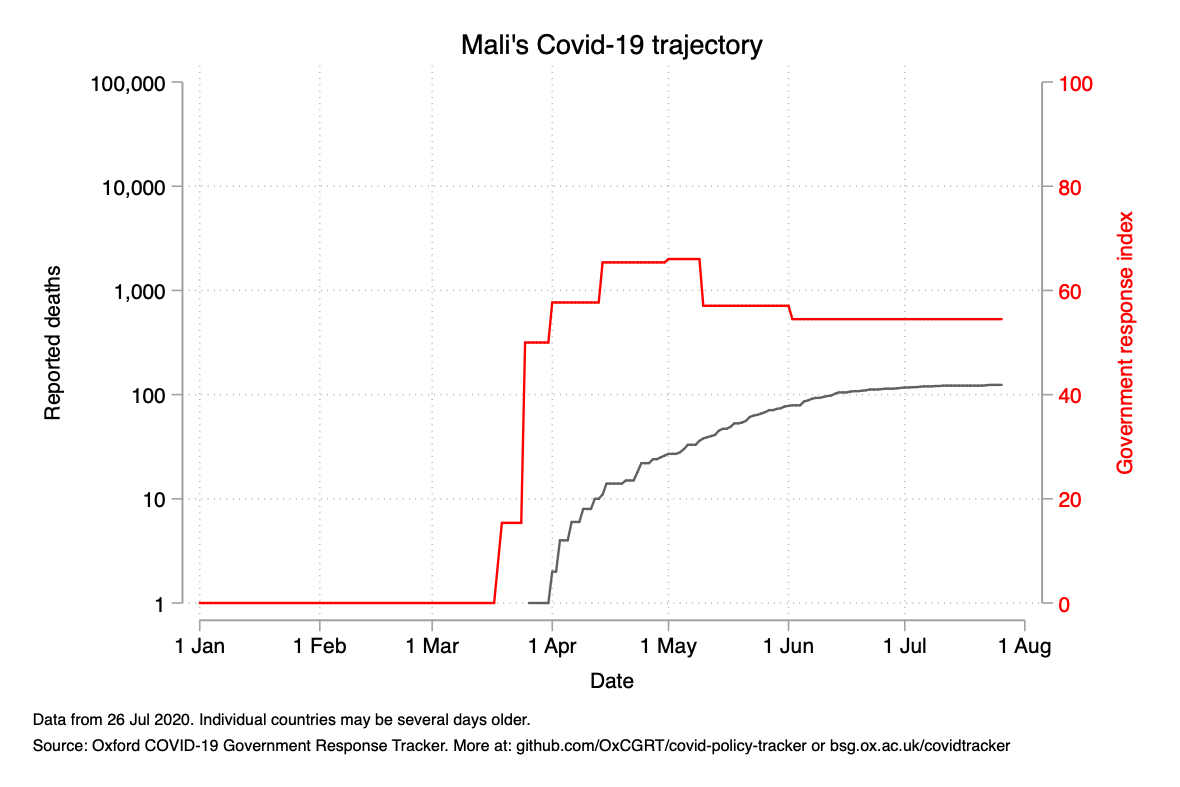 Mali's Covid-19 trajectory
100,000
10,000
1,000
100
10
1
Reported deaths
100
80
60
40
20
0
Government response index
1 Jan
1 Feb
1 Mar
1 Apr
1 May
1 Jun
1 Jul
1 Aug
Date
Data from 26 Jul 2020. Individual countries may be several days older.
Source: Oxford COVID-19 Government Response Tracker. More at: github.com/OxCGRT/covid-policy-tracker or bsg.ox.ac.uk/covidtracker